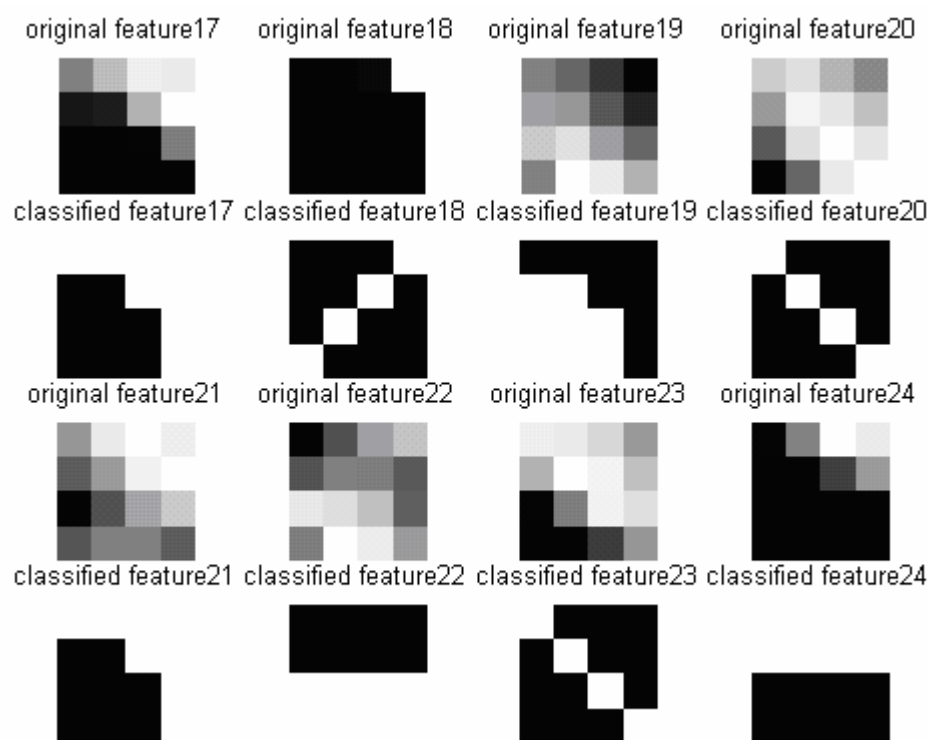 original feature17 original feature18 original feature19 original feature20
classified feature17 classified feature18 classified feature19 classified feature20
original feature21 original feature22 original feature23 original feature24
classified feature21 classified feature22 classified feature23 classified feature24